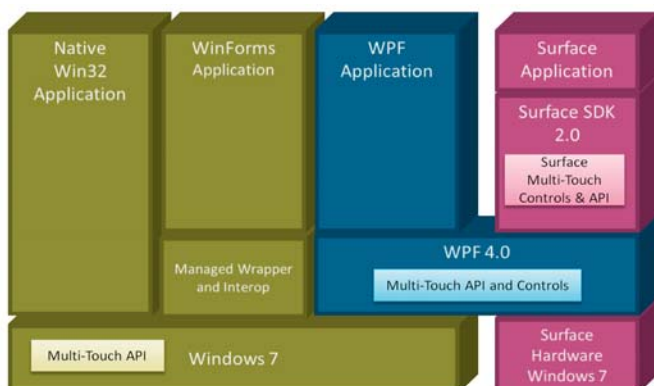 Native
Win32
Application
WinForms
Application
WPF
Application
Surface
Application
Surface SDK
2.0
Surface
Multi-Touch
Controls & API
Managed Wrapper
and Interop
WPF 4.0
Multi-Touch API and Controls
Multi-Touch API
Windows 7
Surface
Hardware
Windows 7